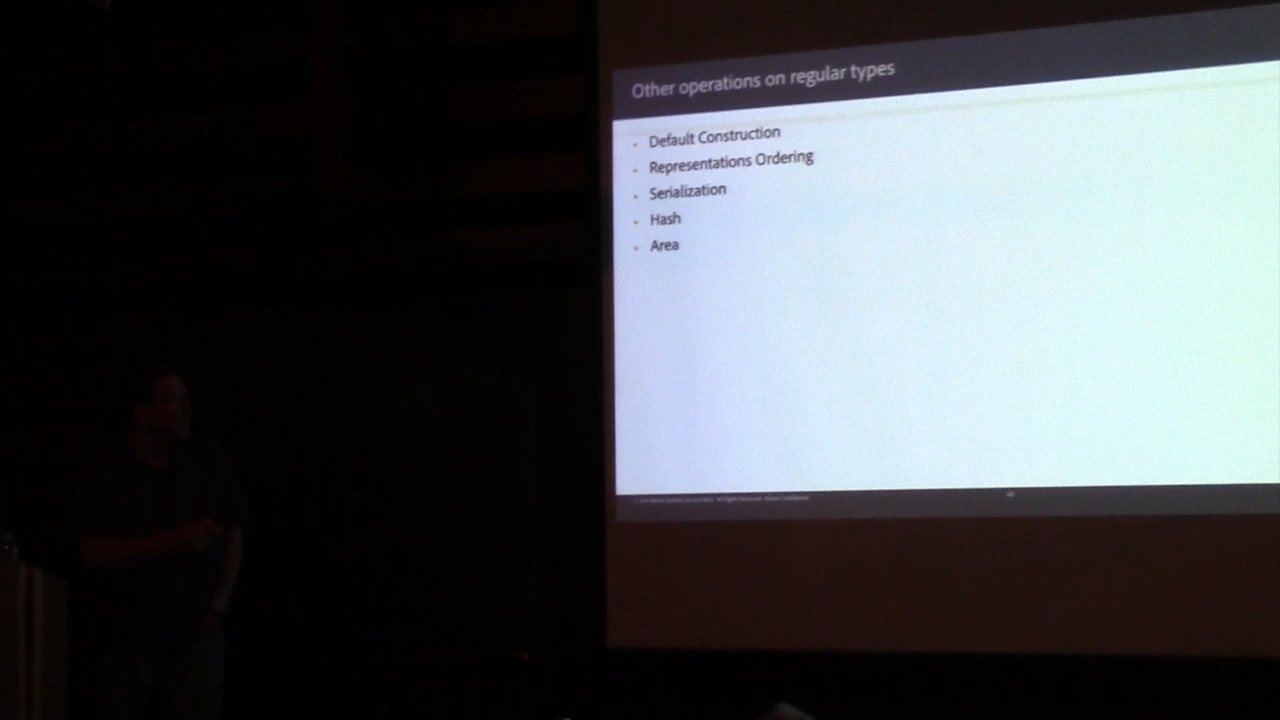 Other operations on regular types
Default Construction
Representations Ordering
Serialization
Hash
Area